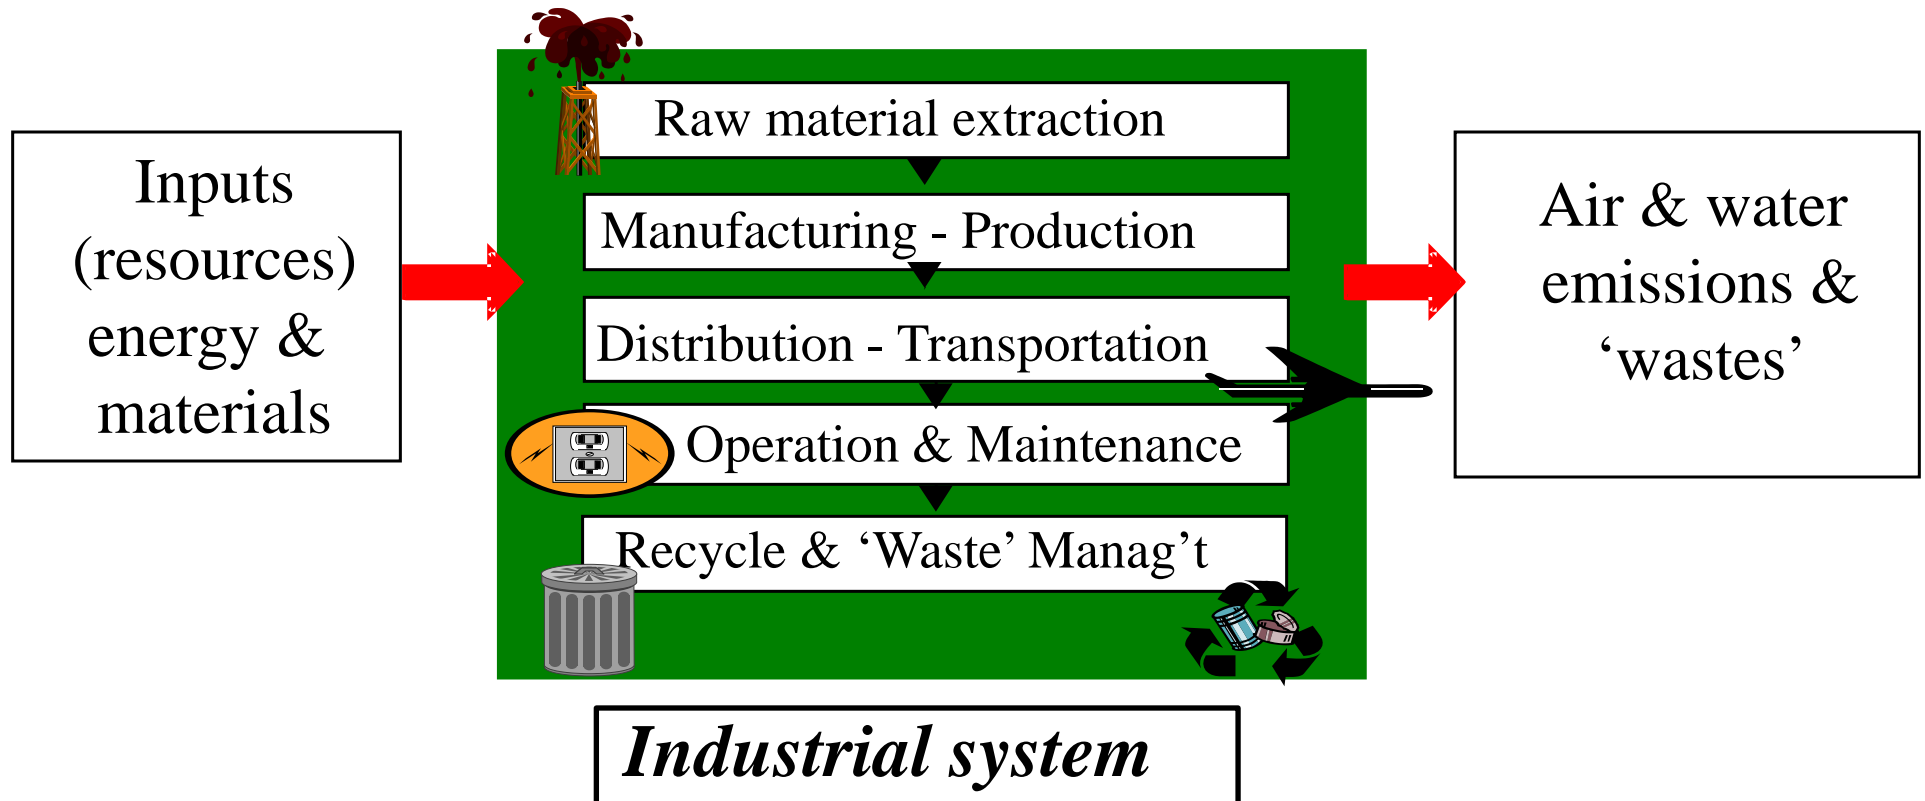 Inputs
(resources)
energy &
materials
Raw material extraction
Manufacturing - Production
Distribution - Transportation
Operation & Maintenance
Recycle & ‘Waste’ Manag't
Air & water
emissions &
‘wastes’
Industrial system